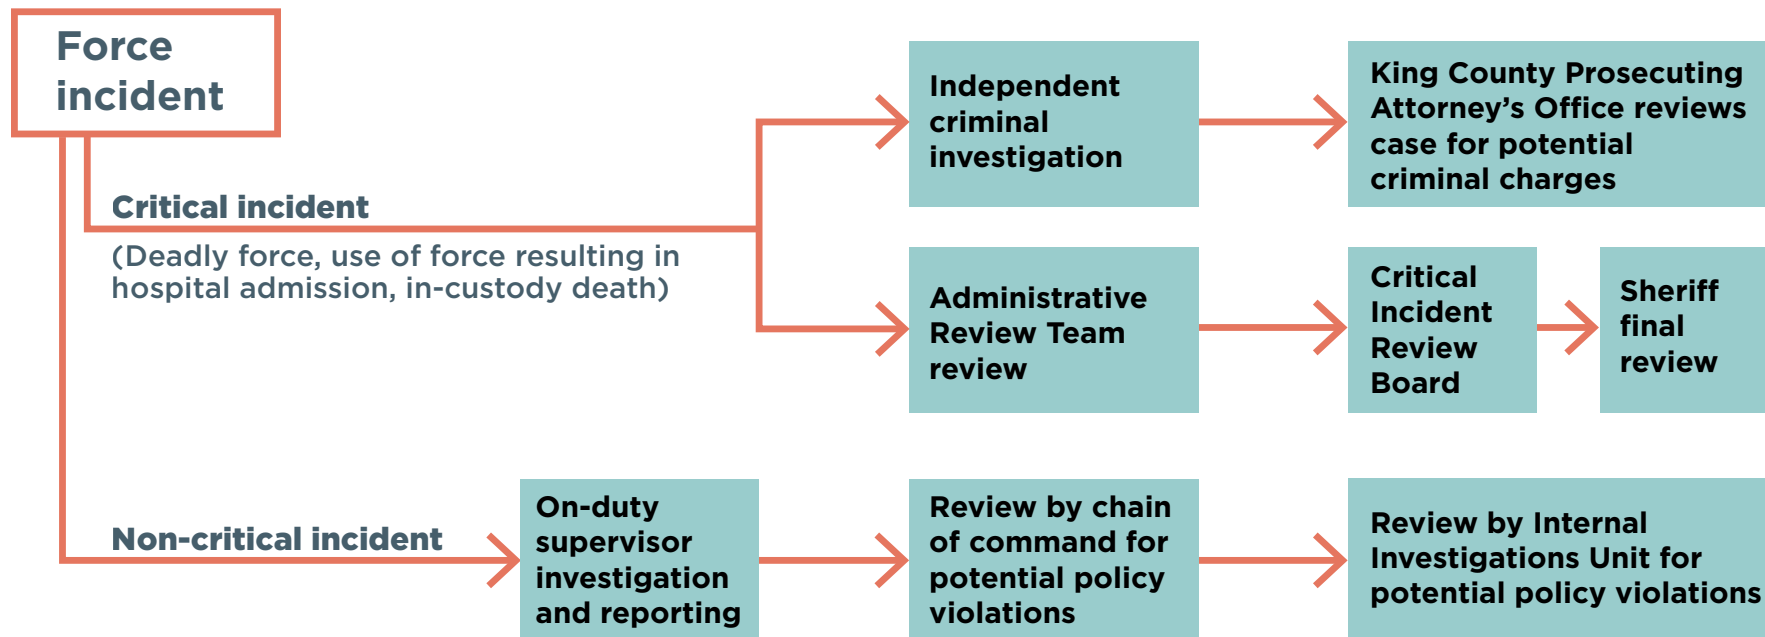 Force
incident
Critical incident
(Deadly force, use of force resulting in
hospital admission, in-custody death)
Independent
criminal
investigation
King County Prosecuting
Attorney’s Office reviews
case for potential
criminal charges
Administrative
Review Team
review
Critical
Incident
Review
Board
Sheriff
final
review
Non-critical incident
On-duty
supervisor
investigation
and reporting
Review by chain
of command for
potential policy
violations
Review by Internal
Investigations Unit for
potential policy violations